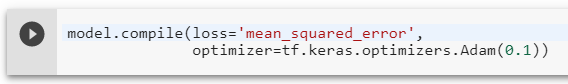 model.compile(loss='mean_squared_error',
optimizer=tf.keras.optimizers.Adam(0.1))